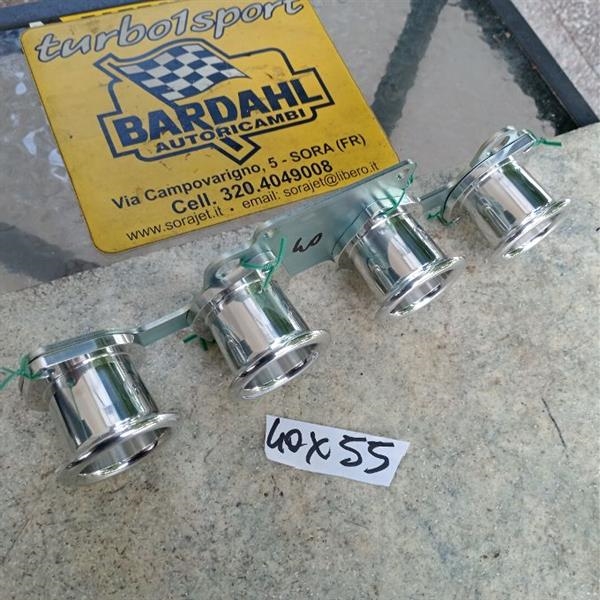 turbo1sport
BARDAHL
AUTORICAMBI
Via Campovarigno, 5 - SORA (FR)
Cell. 320.4049008
www.sorajet.it - email: sorajet@libero.it
40
40x55